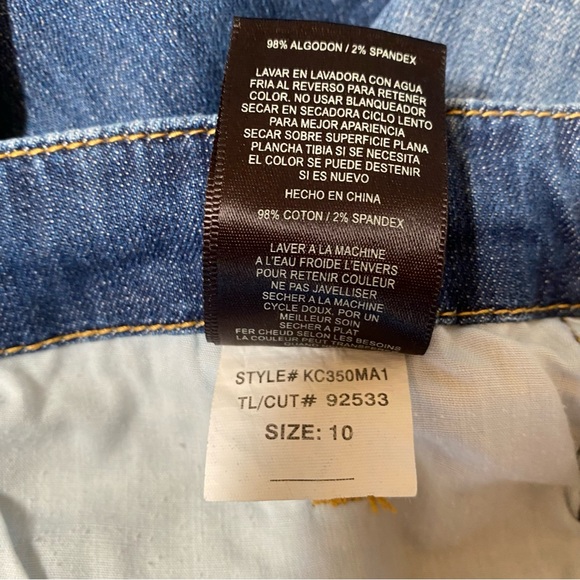 98% ALGODON / 2% SPANDEX
LAVAR EN LAVADORA CON AGUA
FRIA AL REVERSO PARA RETENER
COLOR. NO USAR BLANQUEADOR
SECAR EN SECADORA CICLO LENTO
PARA MEJOR APARIENCIA
SECAR SOBRE SUPERFICIE PLANA
PLANCHA TIBIA SI SE NECESITA
EL COLOR SE PUEDE DESTENIR
SI ES NUEVO
HECHO EN CHINA
98% COTON / 2% SPANDEX
LAVER A LA MACHINE
A L'EAU FROIDE L'ENVERS
POUR RETENIR COULEUR
NE PAS JAVELLISER
SECHER A LA MACHINE
CYCLE DOUX, POR UN
MEILLEUR SOIN
SECHER A PLAT
FER CHEUD SELON LES BESOINS
LA COULEUR PEUT
STYLE# KC350MA1
TL/CUT# 92533
SIZE: 10